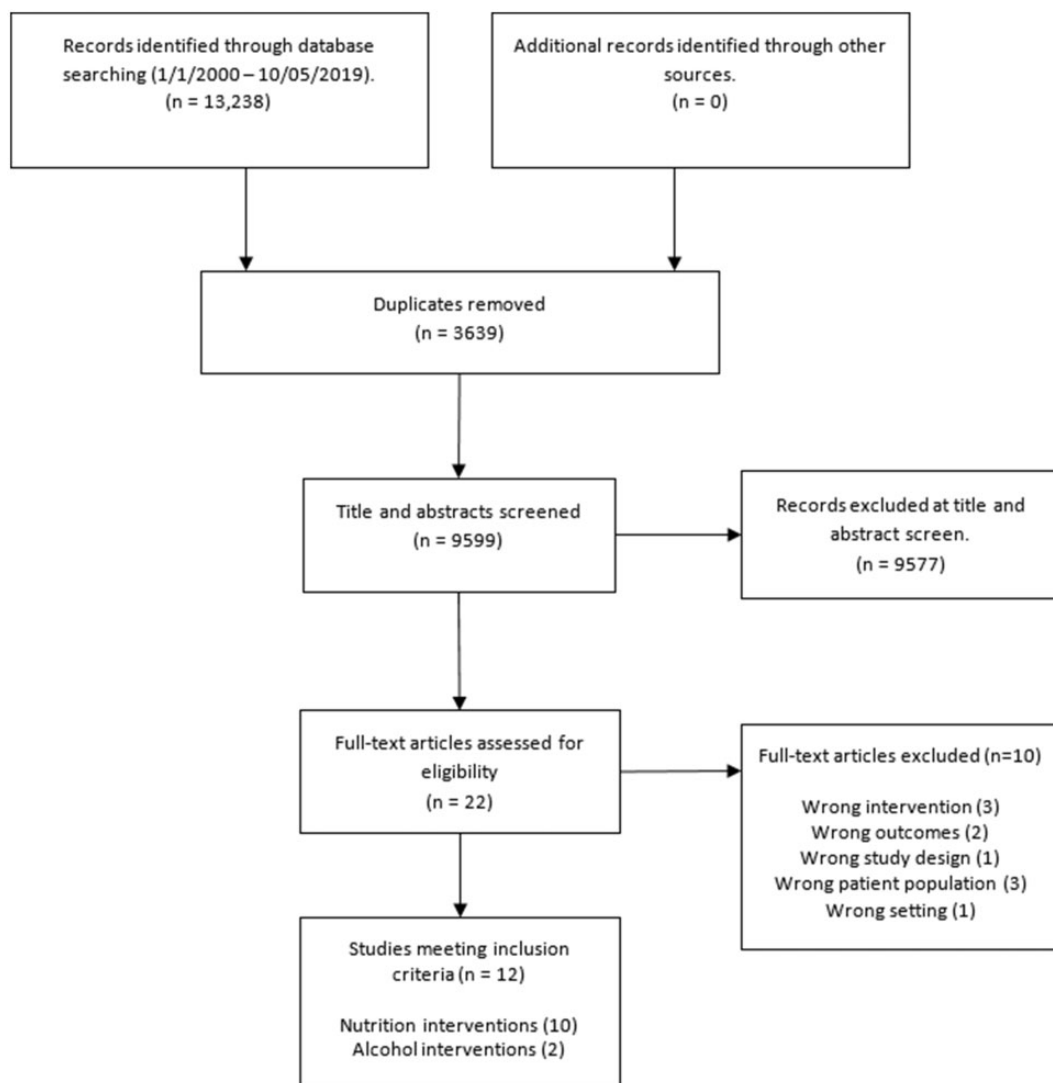 Records identified through database
searching (1/1/2000 – 10/05/2019).
(n = 13,238)
Additional records identified through other
sources.
(n = 0)
Duplicates removed
(n = 3639)
Title and abstracts screened
(n = 9599)
Records excluded at title and
abstract screen.
(n = 9577)
Full-text articles assessed for
eligibility
(n = 22)
Full-text articles excluded (n=10)
Wrong intervention (3)
Wrong outcomes (2)
Wrong study design (1)
Wrong patient population (3)
Wrong setting (1)
Studies meeting inclusion
criteria (n = 12)
Nutrition interventions (10)
Alcohol interventions (2)